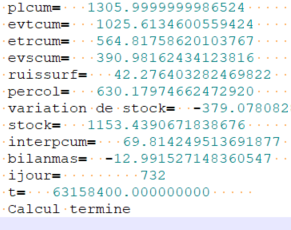 plcum= 1305.9999999986524
evtcum= 1025.6134600559424
etrcum= 564.81758620103767
evscum= 390.98162434123816
ruissurf= 42.276403282469822
percol= 630.17974662472920
variation de stock= -379.078082
stock= 1153.4390671838676
interpcum= 69.814249513691877
bilanmas= -12.991527148360547
ijour= 732
t= 63158400.000000000
Calcul termine